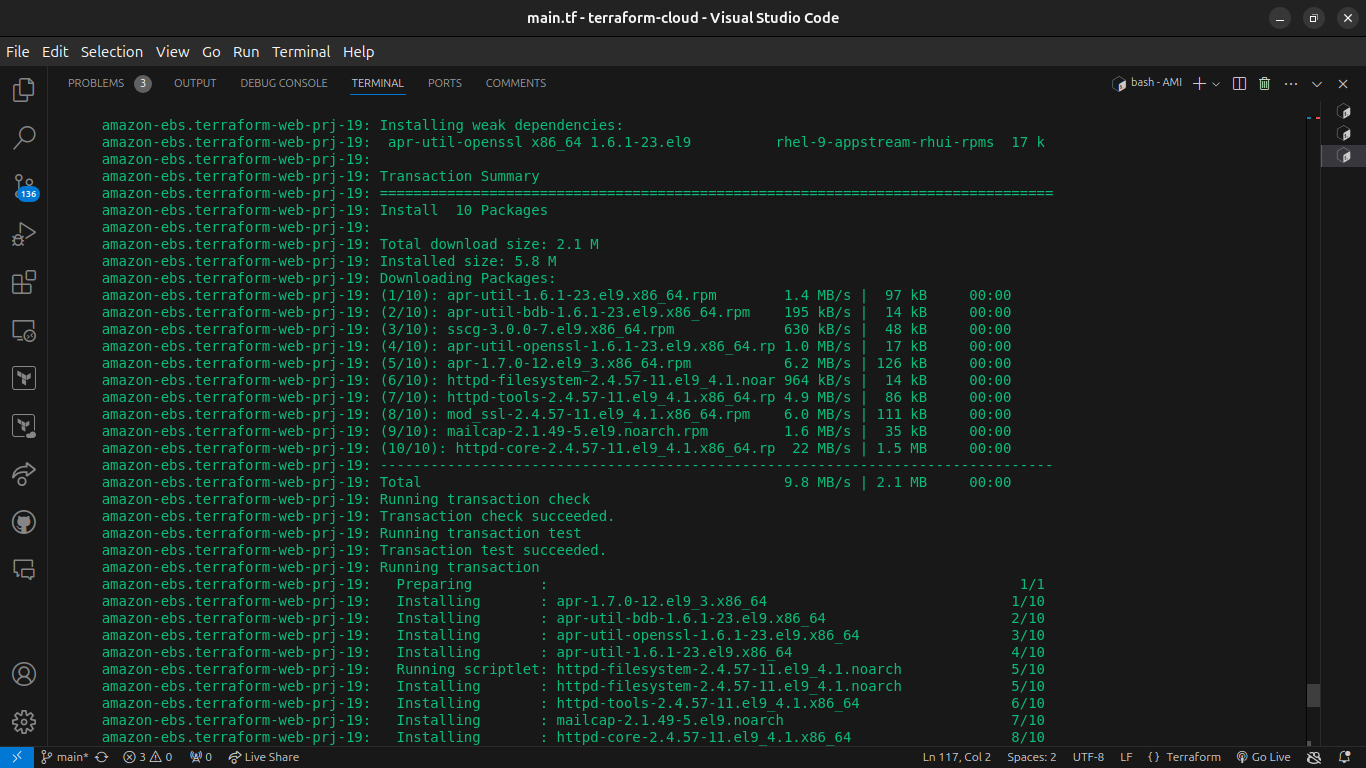 main.tf - terraform-cloud - Visual Studio Code
File Edit Selection View Go Run Terminal Help
PROBLEMS 3 OUTPUT DEBUG CONSOLE TERMINAL PORTS COMMENTS bash - AMI
amazon-ebs.terraform-web-prj-19: Installing weak dependencies:
amazon-ebs.terraform-web-prj-19:  apr-util-openssl x86_64 1.6.1-23.el9          rhel-9-appstream-rhui-rpms  17 k
amazon-ebs.terraform-web-prj-19:
amazon-ebs.terraform-web-prj-19: Transaction Summary
amazon-ebs.terraform-web-prj-19: ================================================================================
amazon-ebs.terraform-web-prj-19: Install  10 Packages
amazon-ebs.terraform-web-prj-19:
amazon-ebs.terraform-web-prj-19: Total download size: 2.1 M
amazon-ebs.terraform-web-prj-19: Installed size: 5.8 M
amazon-ebs.terraform-web-prj-19: Downloading Packages:
amazon-ebs.terraform-web-prj-19: (1/10): apr-util-1.6.1-23.el9.x86_64.rpm        1.4 MB/s |  97 kB     00:00
amazon-ebs.terraform-web-prj-19: (2/10): apr-util-bdb-1.6.1-23.el9.x86_64.rpm    195 kB/s |  14 kB     00:00
amazon-ebs.terraform-web-prj-19: (3/10): sscg-3.0.0-7.el9.x86_64.rpm             630 kB/s |  48 kB     00:00
amazon-ebs.terraform-web-prj-19: (4/10): apr-util-openssl-1.6.1-23.el9.x86_64.rp 1.0 MB/s |  17 kB     00:00
amazon-ebs.terraform-web-prj-19: (5/10): apr-1.7.0-12.el9_3.x86_64.rpm           6.2 MB/s | 126 kB     00:00
amazon-ebs.terraform-web-prj-19: (6/10): httpd-filesystem-2.4.57-11.el9_4.1.noar 964 kB/s |  14 kB     00:00
amazon-ebs.terraform-web-prj-19: (7/10): httpd-tools-2.4.57-11.el9_4.1.x86_64.rp 4.9 MB/s |  86 kB     00:00
amazon-ebs.terraform-web-prj-19: (8/10): mod_ssl-2.4.57-11.el9_4.1.x86_64.rpm    6.0 MB/s | 111 kB     00:00
amazon-ebs.terraform-web-prj-19: (9/10): mailcap-2.1.49-5.el9.noarch.rpm         1.6 MB/s |  35 kB     00:00
amazon-ebs.terraform-web-prj-19: (10/10): httpd-core-2.4.57-11.el9_4.1.x86_64.rp  22 MB/s | 1.5 MB     00:00
amazon-ebs.terraform-web-prj-19: --------------------------------------------------------------------------------
amazon-ebs.terraform-web-prj-19: Total                                           9.8 MB/s | 2.1 MB     00:00
amazon-ebs.terraform-web-prj-19: Running transaction check
amazon-ebs.terraform-web-prj-19: Transaction check succeeded.
amazon-ebs.terraform-web-prj-19: Running transaction test
amazon-ebs.terraform-web-prj-19: Transaction test succeeded.
amazon-ebs.terraform-web-prj-19: Running transaction
amazon-ebs.terraform-web-prj-19:   Preparing        :                                                        1/1
amazon-ebs.terraform-web-prj-19:   Installing       : apr-1.7.0-12.el9_3.x86_64                             1/10
amazon-ebs.terraform-web-prj-19:   Installing       : apr-util-bdb-1.6.1-23.el9.x86_64                      2/10
amazon-ebs.terraform-web-prj-19:   Installing       : apr-util-openssl-1.6.1-23.el9.x86_64                  3/10
amazon-ebs.terraform-web-prj-19:   Installing       : apr-util-1.6.1-23.el9.x86_64                          4/10
amazon-ebs.terraform-web-prj-19:   Running scriptlet: httpd-filesystem-2.4.57-11.el9_4.1.noarch             5/10
amazon-ebs.terraform-web-prj-19:   Installing       : httpd-filesystem-2.4.57-11.el9_4.1.noarch             5/10
amazon-ebs.terraform-web-prj-19:   Installing       : httpd-tools-2.4.57-11.el9_4.1.x86_64                  6/10
amazon-ebs.terraform-web-prj-19:   Installing       : mailcap-2.1.49-5.el9.noarch                           7/10
amazon-ebs.terraform-web-prj-19:   Installing       : httpd-core-2.4.57-11.el9_4.1.x86_64                   8/10
136
main* 3 0 0 Live Share Ln 117, Col 2 Spaces: 2 UTF-8 LF {} Terraform Go Live